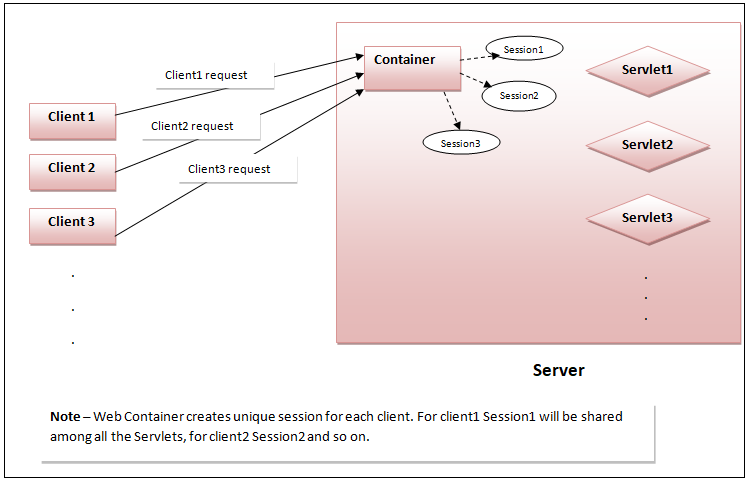 Client1 request
Client2 request
Client3 request
Client 1
Client 2
Client 3
Container
Session1
Session2
Session3
Servlet1
Servlet2
Servlet3
Server
Note – Web Container creates unique session for each client. For client1 Session1 will be shared
among all the Servlets, for client2 Session2 and so on.